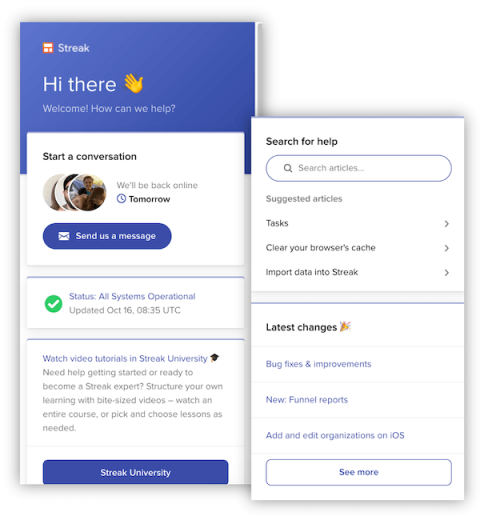 Streak
Hi there 👋
Welcome! How can we help?
Start a conversation
We'll be back online
Tomorrow
Send us a message
Status: All Systems Operational
Updated Oct 16, 08:35 UTC
Watch video tutorials in Streak University 🎓
Need help getting started or ready to
become a Streak expert? Structure your own
learning with bite-sized videos – watch an
entire course, or pick and choose lessons as
needed.
Streak University
Search for help
Search articles...
Suggested articles
Tasks
Clear your browser's cache
Import data into Streak
Latest changes 🎉
Bug fixes & improvements
New: Funnel reports
Add and edit organizations on iOS
See more